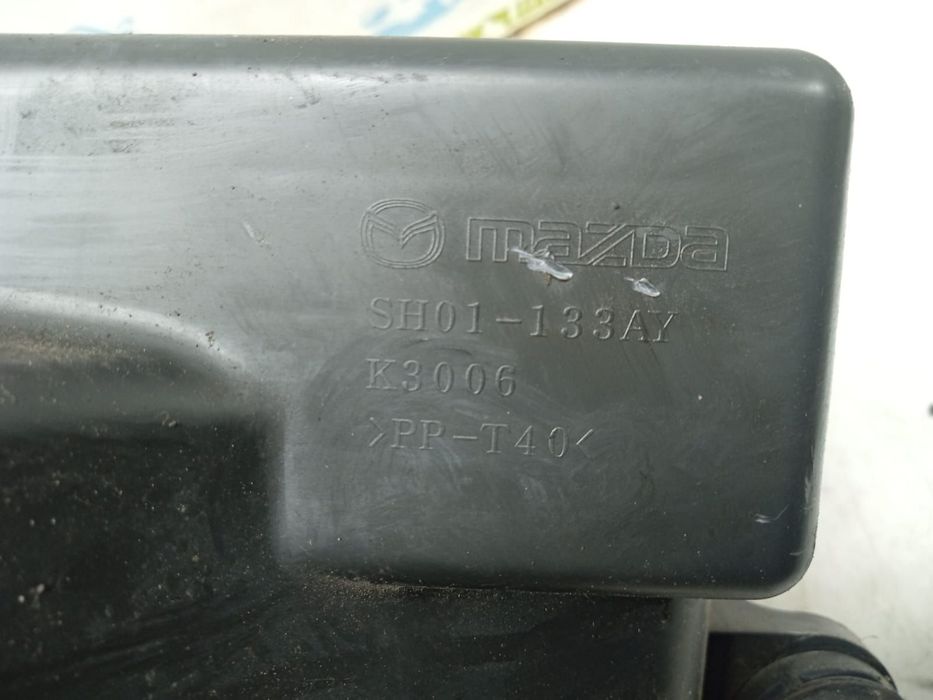 mazda
SH01-133AY
K3006
>PP-T40<